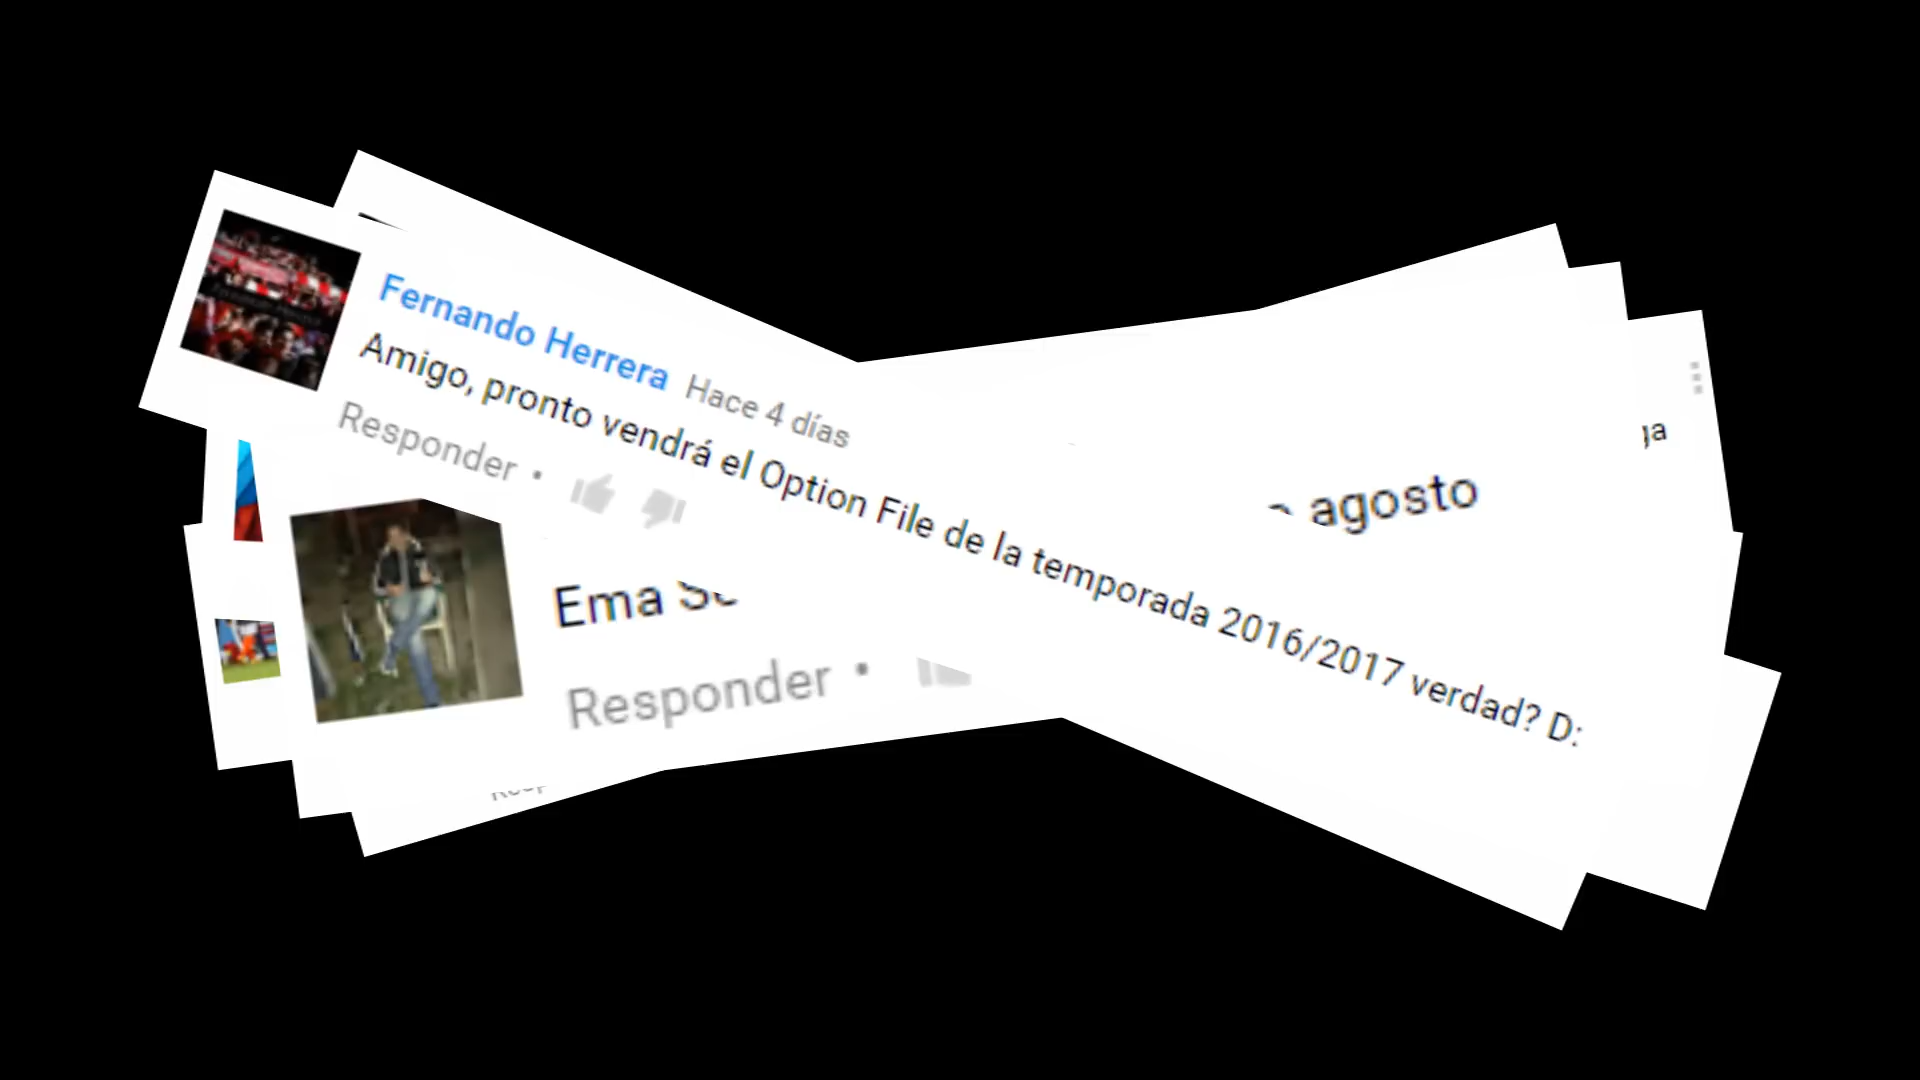 Fernando Herrera Hace 4 días
Amigo, pronto vendrá el Option File de la temporada 2016/2017 verdad? D:
Responder •
agosto
Ema
Responder •